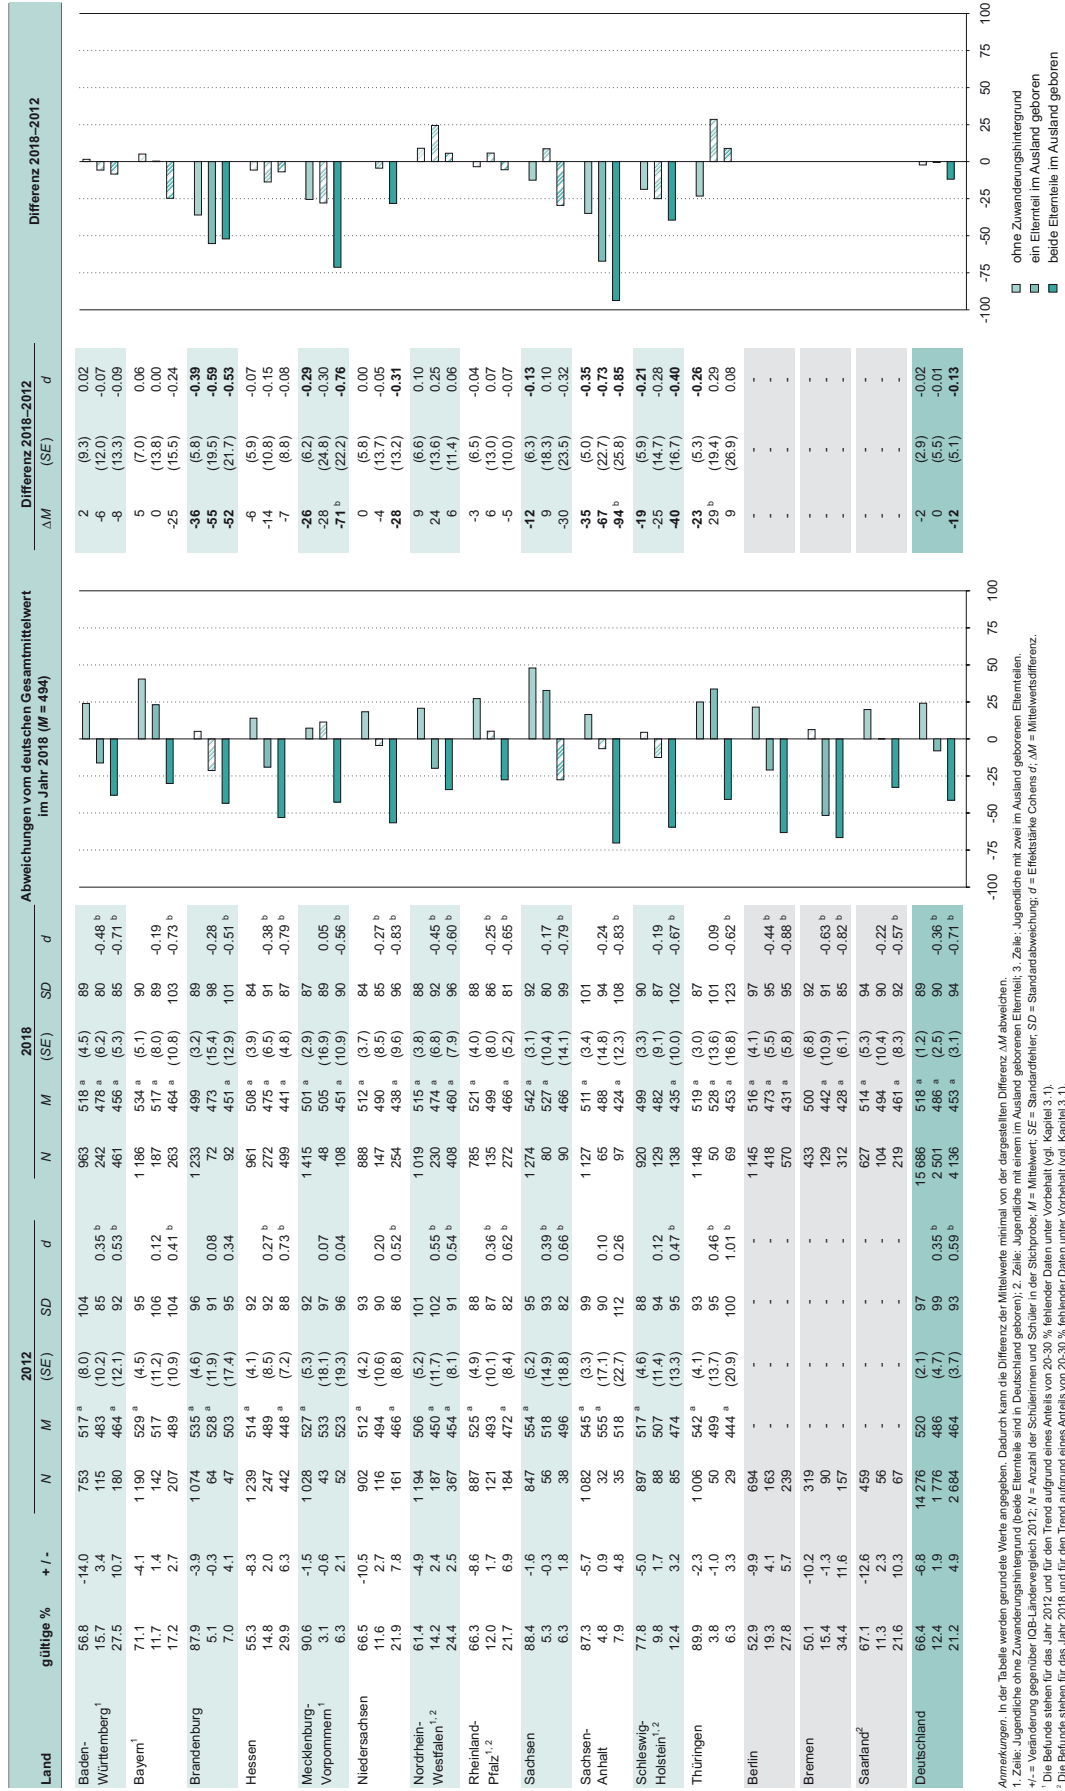 Land gültige % + / - 2012 2018 Abweichungen vom deutschen Gesamtmittelwert im Jahr 2018 (M = 494) Differenz 2018–2012 Differenz 2018–2012
N M (SE) SD d N M (SE) SD d ΔM (SE) d
Baden- 56.8 -14.0 753 517 a (8.0) 104 963 518 a (4.5) 89 2 (9.3) 0.02
Württemberg1 15.7 3.4 115 483 (10.2) 85 0.35 b 242 478 a (6.2) 80 -0.48 b -6 (12.0) -0.07
27.5 10.7 180 464 a (12.1) 92 0.53 b 461 456 a (5.3) 85 -0.71 b -8 (13.3) -0.09
Bayern1 71.1 -4.1 1 190 529 a (4.5) 95 1 186 534 a (5.1) 90 5 (7.0) 0.06
11.7 1.4 142 517 (11.2) 106 0.12 187 517 a (8.0) 89 -0.19 0 (13.8) 0.00
17.2 2.7 207 489 (10.9) 104 0.41 b 263 464 a (10.8) 103 -0.73 b -25 (15.5) -0.24
Brandenburg 87.9 -3.9 1 074 535 a (4.6) 96 1 233 499 (3.2) 89 -36 (5.8) -0.39
5.1 -0.3 64 528 a (11.9) 91 0.08 72 473 (15.4) 98 -0.28 -55 (19.5) -0.59
7.0 4.1 47 503 (17.4) 95 0.34 92 451 a (12.9) 101 -0.51 b -52 (21.7) -0.53
Hessen 55.3 -8.3 1 239 514 a (4.1) 92 961 508 a (3.9) 84 -6 (5.9) -0.07
14.8 2.0 247 489 (8.5) 92 0.27 b 272 475 a (6.5) 91 -0.38 b -14 (10.8) -0.15
29.9 6.3 442 448 a (7.2) 88 0.73 b 499 441 a (4.8) 87 -0.79 b -7 (8.8) -0.08
Mecklenburg- 90.6 -1.5 1 028 527 a (5.3) 92 1 415 501 a (2.9) 87 -26 (6.2) -0.29
Vorpommern1 3.1 -0.6 43 533 (18.1) 97 0.07 48 505 (16.9) 89 0.05 -28 (24.8) -0.30
6.3 2.1 52 523 (19.3) 96 0.04 108 451 a (10.9) 90 -0.56 b -71 b (22.2) -0.76
Niedersachsen 66.5 -10.5 902 512 a (4.2) 93 888 512 a (3.7) 84 0 (5.8) 0.00
11.6 2.7 116 494 (10.6) 90 0.20 147 490 (8.5) 85 -0.27 b -4 (13.7) -0.05
21.9 7.8 161 466 a (8.8) 86 0.52 b 254 438 a (9.6) 96 -0.83 b -28 (13.2) -0.31
Nordrhein- 61.4 -4.9 1 194 506 (5.2) 101 1 019 515 a (3.8) 88 9 (6.6) 0.10
Westfalen1, 2 14.2 2.4 187 450 a (11.7) 102 0.55 b 230 474 a (6.8) 92 -0.45 b 24 (13.6) 0.25
24.4 2.5 367 454 a (8.1) 91 0.54 b 408 460 a (7.9) 96 -0.60 b 6 (11.4) 0.06
Rheinland- 66.3 -8.6 887 525 a (4.9) 88 785 521 a (4.0) 88 -3 (6.5) -0.04
Pfalz1, 2 12.0 1.7 121 493 (10.1) 87 0.36 b 135 499 (8.0) 86 -0.25 b 6 (13.0) 0.07
21.7 6.9 184 472 a (8.4) 82 0.62 b 272 466 a (5.2) 81 -0.65 b -5 (10.0) -0.07
Sachsen 88.4 -1.6 847 554 a (5.2) 95 1 274 542 a (3.1) 92 -12 (6.3) -0.13
5.3 -0.3 56 518 (14.9) 93 0.39 b 80 527 a (10.4) 80 -0.17 9 (18.3) 0.10
6.3 1.8 38 496 (18.8) 82 0.66 b 90 466 (14.1) 99 -0.79 b -30 (23.5) -0.32
Sachsen- 87.3 -5.7 1 082 545 a (3.3) 99 1 127 511 a (3.4) 101 -35 (5.0) -0.35
Anhalt 4.8 0.9 32 555 a (17.1) 90 0.10 65 488 (14.8) 94 -0.24 -67 (22.7) -0.73
7.9 4.8 35 518 (22.7) 112 0.26 97 424 a (12.3) 108 -0.83 b -94 b (25.8) -0.85
Schleswig- 77.8 -5.0 897 517 a (4.6) 88 920 499 (3.3) 90 -19 (5.9) -0.21
Holstein1, 2 9.8 1.7 88 507 (11.4) 94 0.12 129 482 (9.1) 87 -0.19 -25 (14.7) -0.28
12.4 3.2 85 474 (13.3) 95 0.47 b 138 435 a (10.0) 102 -0.67 b -40 (16.7) -0.40
Thüringen 89.9 -2.3 1 006 542 a (4.1) 93 1 148 519 a (3.0) 87 -23 (5.3) -0.26
3.8 -1.0 50 499 (13.7) 95 0.46 b 50 528 a (13.6) 101 0.09 29 b (19.4) 0.29
6.3 3.3 29 444 a (20.9) 100 1.01 b 69 453 a (16.8) 123 -0.62 b 9 (26.9) 0.08
Berlin 52.9 -9.9 694 - - - 1 145 516 a (4.1) 97 - - -
19.3 4.1 163 - - - - 418 473 a (5.5) 95 -0.44 b - - -
27.8 5.7 239 - - - - 570 431 a (5.8) 95 -0.88 b - - -
Bremen 50.1 -10.2 319 - - - 433 500 (6.8) 92 - - -
15.4 -1.3 90 - - - - 129 442 a (10.9) 91 -0.63 b - - -
34.4 11.6 157 - - - - 312 428 a (6.1) 85 -0.82 b - - -
Saarland2 67.1 -12.6 459 - - - 627 514 a (5.3) 94 - - -
11.3 2.3 56 - - - - 104 494 (10.4) 90 -0.22 - - -
21.6 10.3 67 - - - - 219 461 a (8.3) 92 -0.57 b - - -
Deutschland 66.4 -6.8 14 276 520 (2.1) 97 15 686 518 a (1.2) 89 -2 (2.9) -0.02
12.4 1.9 1 776 486 (4.7) 99 0.35 b 2 501 486 a (2.5) 90 -0.36 b 0 (5.5) -0.01
21.2 4.9 2 684 464 (3.7) 93 0.59 b 4 136 453 a (3.1) 94 -0.71 b -12 (5.1) -0.13
-100 -75 -50 -25 0 25 50 75 100
-100 -75 -50 -25 0 25 50 75 100
ohne Zuwanderungshintergrund
ein Elternteil im Ausland geboren
beide Elternteile im Ausland geboren
Anmerkungen. In der Tabelle werden gerundete Werte angegeben. Dadurch kann die Differenz der Mittelwerte minimal von der dargestellten Differenz ΔM abweichen.
1. Zeile: Jugendliche ohne Zuwanderungshintergrund (beide Elternteile sind in Deutschland geboren); 2. Zeile: Jugendliche mit einem im Ausland geborenen Elternteil; 3. Zeile: Jugendliche mit zwei im Ausland geborenen Elternteilen.
+/- = Veränderung gegenüber IQB-Ländervergleich 2012; N = Anzahl der Schülerinnen und Schüler in der Stichprobe; M = Mittelwert; SE = Standardfehler; SD = Standardabweichung; d = Effektstärke Cohens d; ΔM = Mittelwertsdifferenz.
1 Die Befunde stehen für das Jahr 2012 und für den Trend aufgrund eines Anteils von 20-30 % fehlender Daten unter Vorbehalt (vgl. Kapitel 3.1).
2 Die Befunde stehen für das Jahr 2018 und für den Trend aufgrund eines Anteils von 20-30 % fehlender Daten unter Vorbehalt (vgl. Kapitel 3.1).